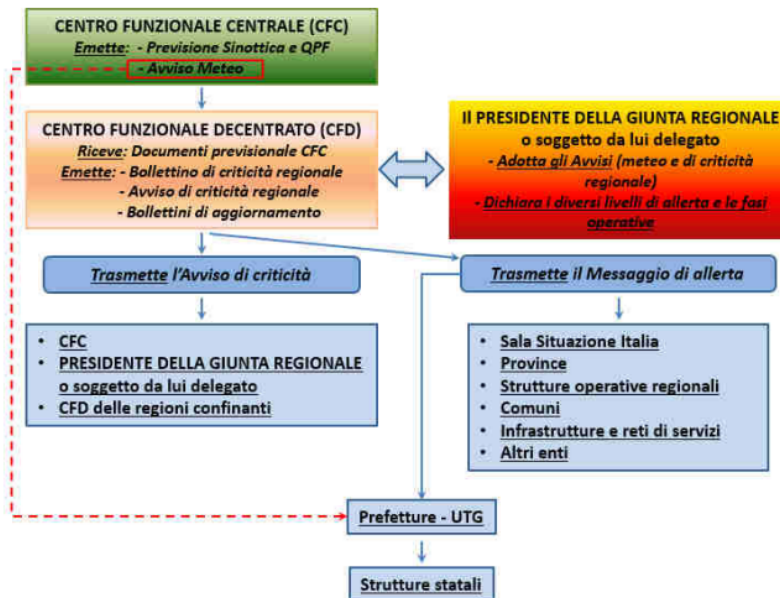 CENTRO FUNZIONALE CENTRALE (CFC)
Emette: - Previsione Sinottica e QPF
- Avviso Meteo
CENTRO FUNZIONALE DECENTRATO (CFD)
Riceve: Documenti previsionale CFC
Emette: - Bollettino di criticità regionale
- Avviso di criticità regionale
- Bollettini di aggiornamento
Il PRESIDENTE DELLA GIUNTA REGIONALE
o soggetto da lui delegato
- Adotta gli Avvisi (meteo e di criticità
regionale)
- Dichiara i diversi livelli di allerta e le fasi
operative
Trasmette l'Avviso di criticità
Trasmette il Messaggio di allerta
• CFC
• PRESIDENTE DELLA GIUNTA REGIONALE
o soggetto da lui delegato
• CFD delle regioni confinanti
• Sala Situazione Italia
• Province
• Strutture operative regionali
• Comuni
• Infrastrutture e reti di servizi
• Altri enti
Prefetture - UTG
Strutture statali